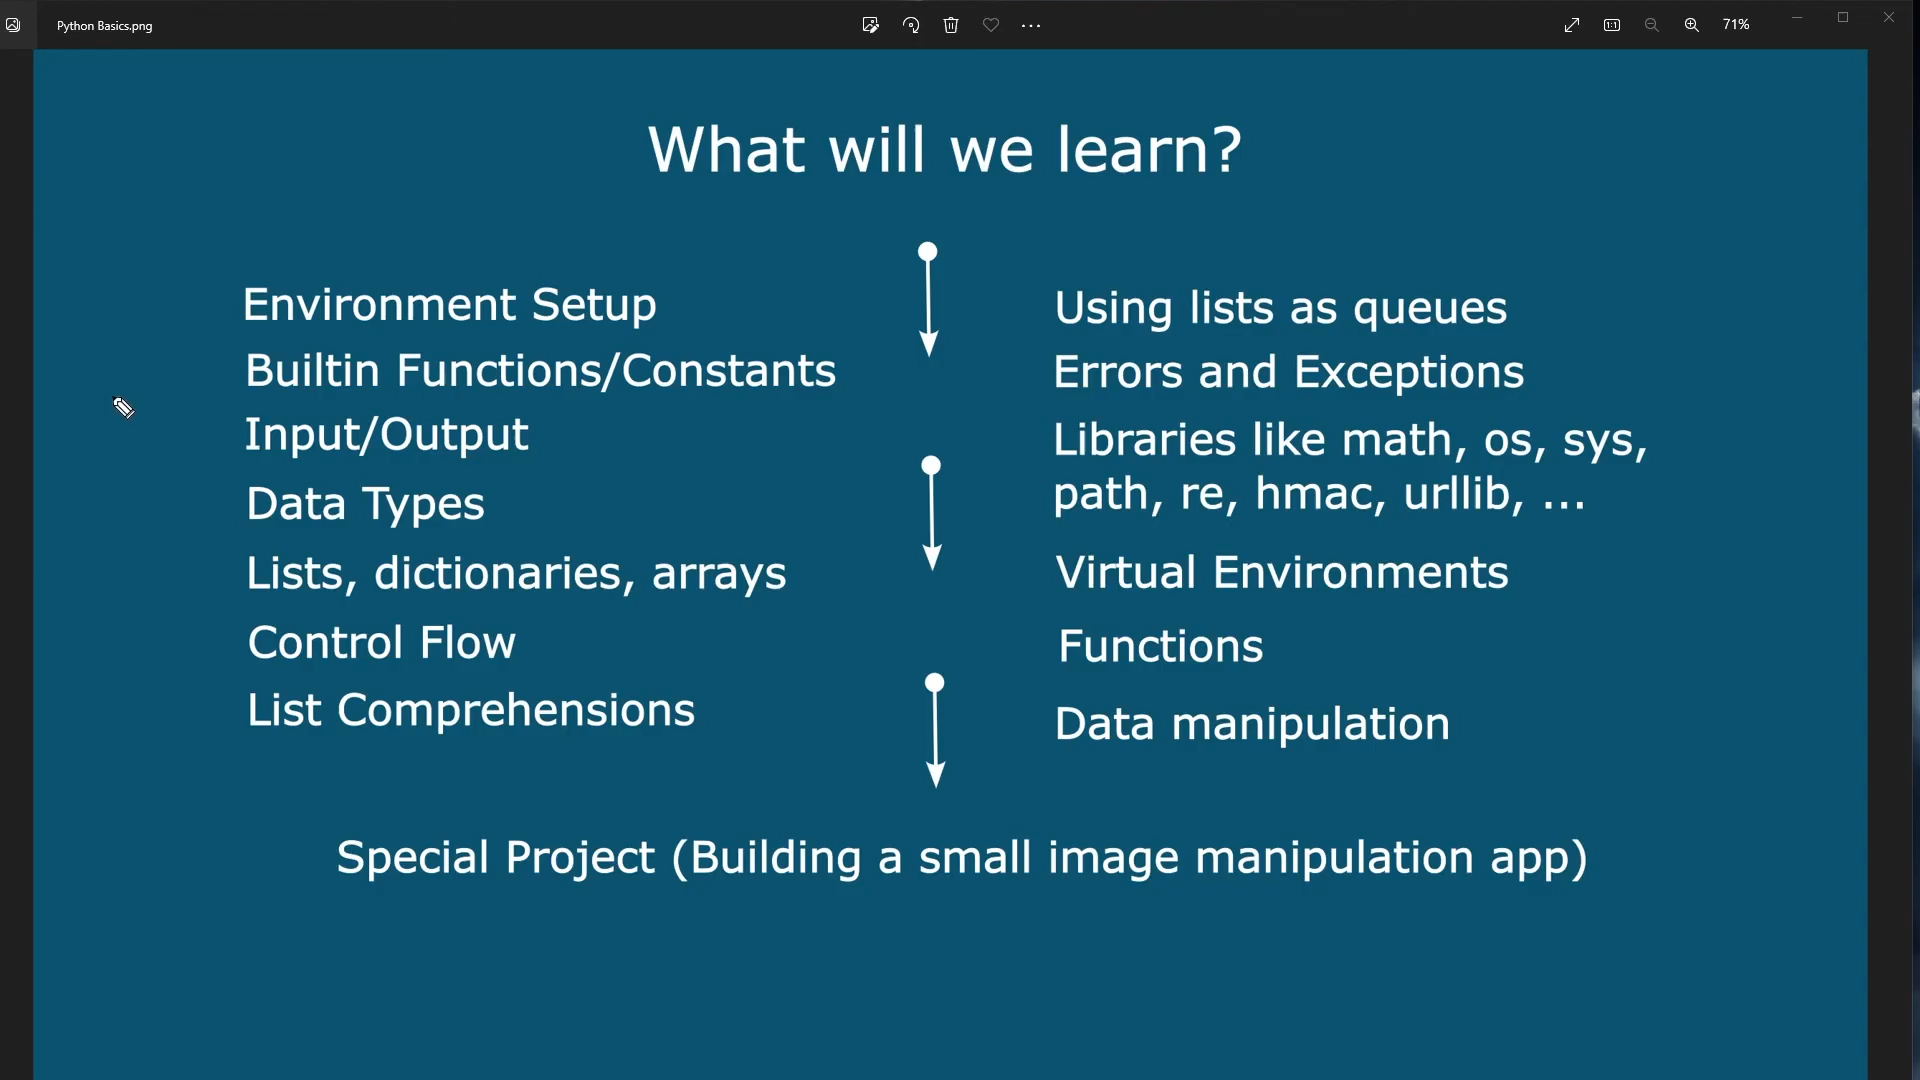 Python Basics.png
71%
What will we learn?
Environment Setup
Builtin Functions/Constants
Input/Output
Data Types
Lists, dictionaries, arrays
Control Flow
List Comprehensions
Using lists as queues
Errors and Exceptions
Libraries like math, os, sys,
path, re, hmac, urllib, ...
Virtual Environments
Functions
Data manipulation
Special Project (Building a small image manipulation app)